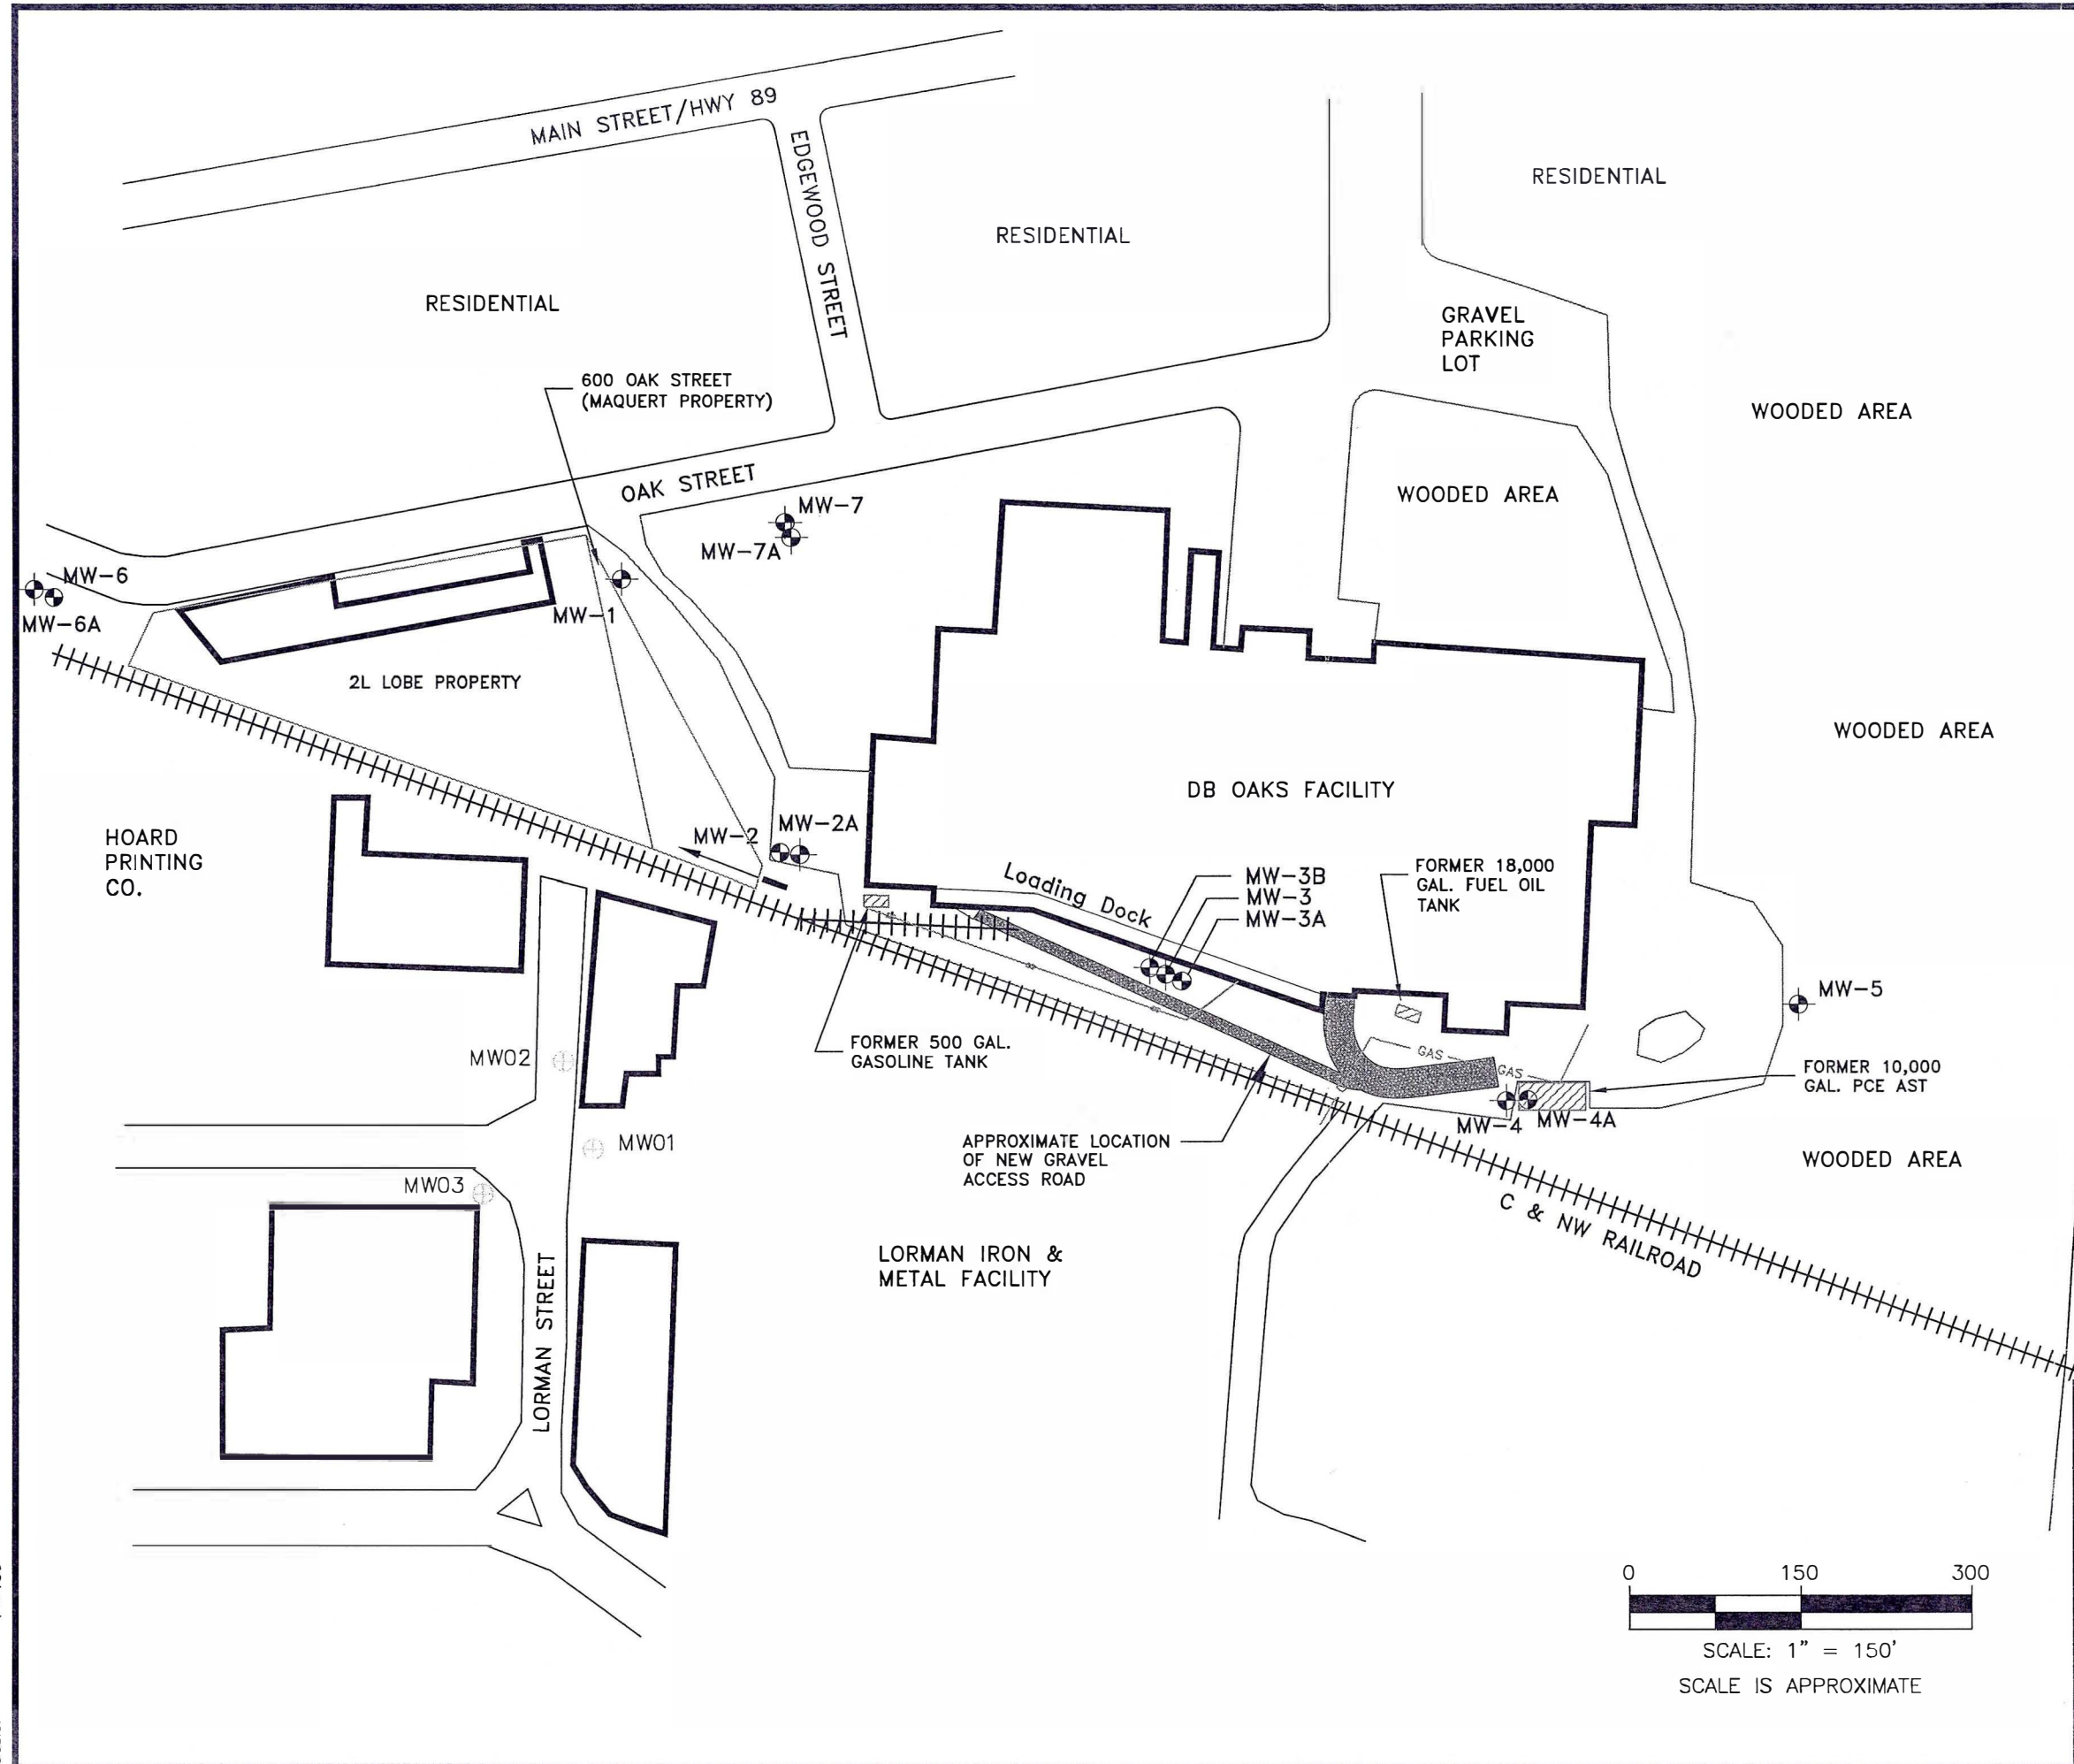 MAIN STREET/HWY 89
EDGEWOOD STREET
RESIDENTIAL
RESIDENTIAL
RESIDENTIAL
GRAVEL
PARKING
LOT
600 OAK STREET
(MAQUERT PROPERTY)
WOODED AREA
OAK STREET
WOODED AREA
MW-7
MW-7A
MW-6
MW-6A
MW-1
2L LOBE PROPERTY
WOODED AREA
DB OAKS FACILITY
HOARD
PRINTING
CO.
MW-2
MW-2A
Loading Dock
MW-3B
MW-3
MW-3A
FORMER 18,000
GAL. FUEL OIL
TANK
MW-5
FORMER 500 GAL.
GASOLINE TANK
GAS
GAS
FORMER 10,000
GAL. PCE AST
MW02
MW-4
MW-4A
MW01
APPROXIMATE LOCATION
OF NEW GRAVEL
ACCESS ROAD
WOODED AREA
MW03
C & NW RAILROAD
LORMAN IRON &
METAL FACILITY
LORMAN STREET
0 150 300
SCALE: 1" = 150'
SCALE IS APPROXIMATE